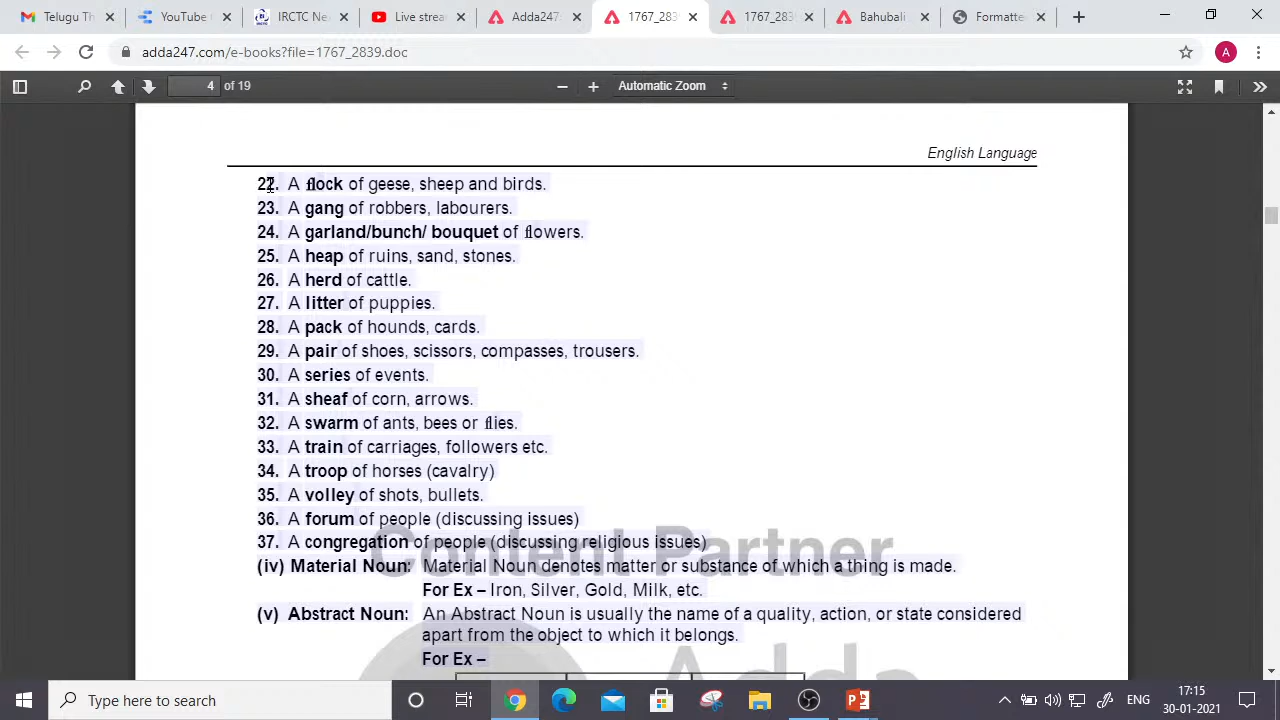 Telugu Th
YouTube
IRCTC Ne
Live strea
Adda247
1767_283
1767_283
Bahubali
Formatte
adda247.com/e-books?file=1767_2839.doc
A
4 of 19
Automatic Zoom
English Language
22. A flock of geese, sheep and birds.
23. A gang of robbers, labourers.
24. A garland/bunch/ bouquet of flowers.
25. A heap of ruins, sand, stones.
26. A herd of cattle.
27. A litter of puppies.
28. A pack of hounds, cards.
29. A pair of shoes, scissors, compasses, trousers.
30. A series of events.
31. A sheaf of corn, arrows.
32. A swarm of ants, bees or flies.
33. A train of carriages, followers etc.
34. A troop of horses (cavalry)
35. A volley of shots, bullets.
36. A forum of people (discussing issues)
37. A congregation of people (discussing religious issues)
Content Partner
(iv) Material Noun: Material Noun denotes matter or substance of which a thing is made.
For Ex – Iron, Silver, Gold, Milk, etc.
(v) Abstract Noun: An Abstract Noun is usually the name of a quality, action, or state considered
apart from the object to which it belongs.
For Ex –
Adda
Type here to search
ENG
17:15
30-01-2021